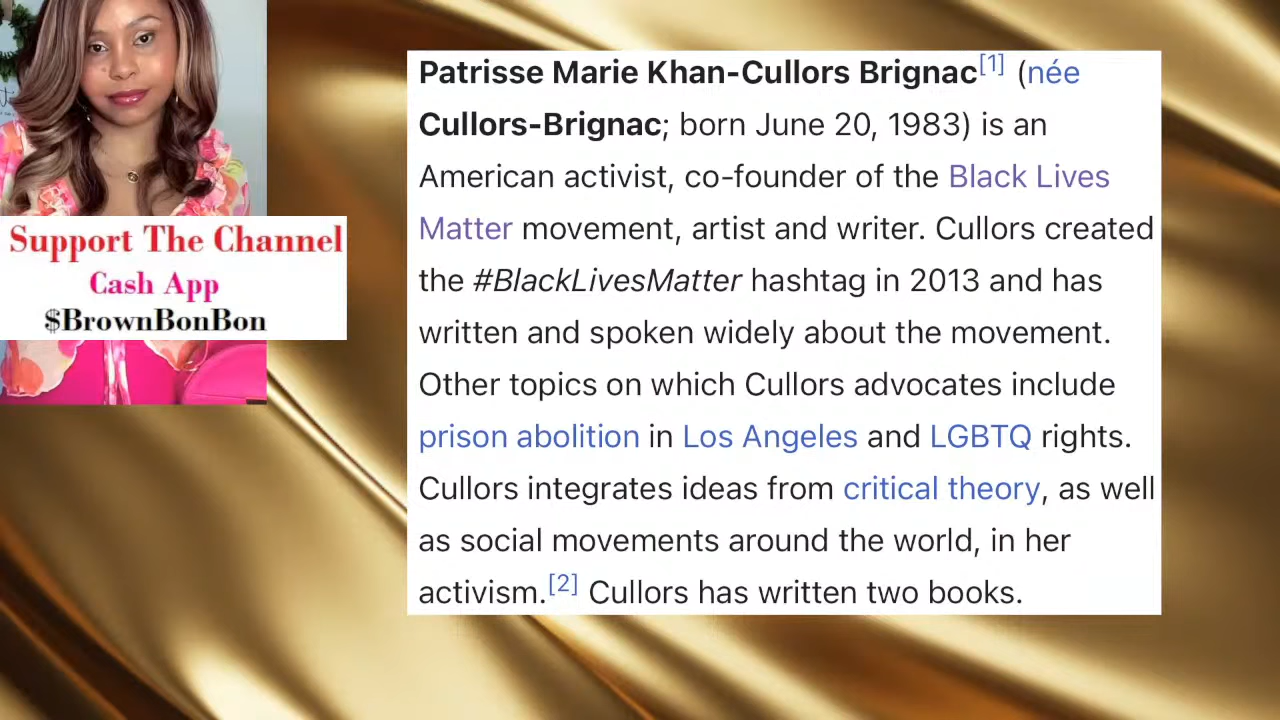 Support The Channel
Cash App
$BrownBonBon
Patrisse Marie Khan-Cullors Brignac[1] (née
Cullors-Brignac; born June 20, 1983) is an
American activist, co-founder of the Black Lives
Matter movement, artist and writer. Cullors created
the #BlackLivesMatter hashtag in 2013 and has
written and spoken widely about the movement.
Other topics on which Cullors advocates include
prison abolition in Los Angeles and LGBTQ rights.
Cullors integrates ideas from critical theory, as well
as social movements around the world, in her
activism.[2] Cullors has written two books.